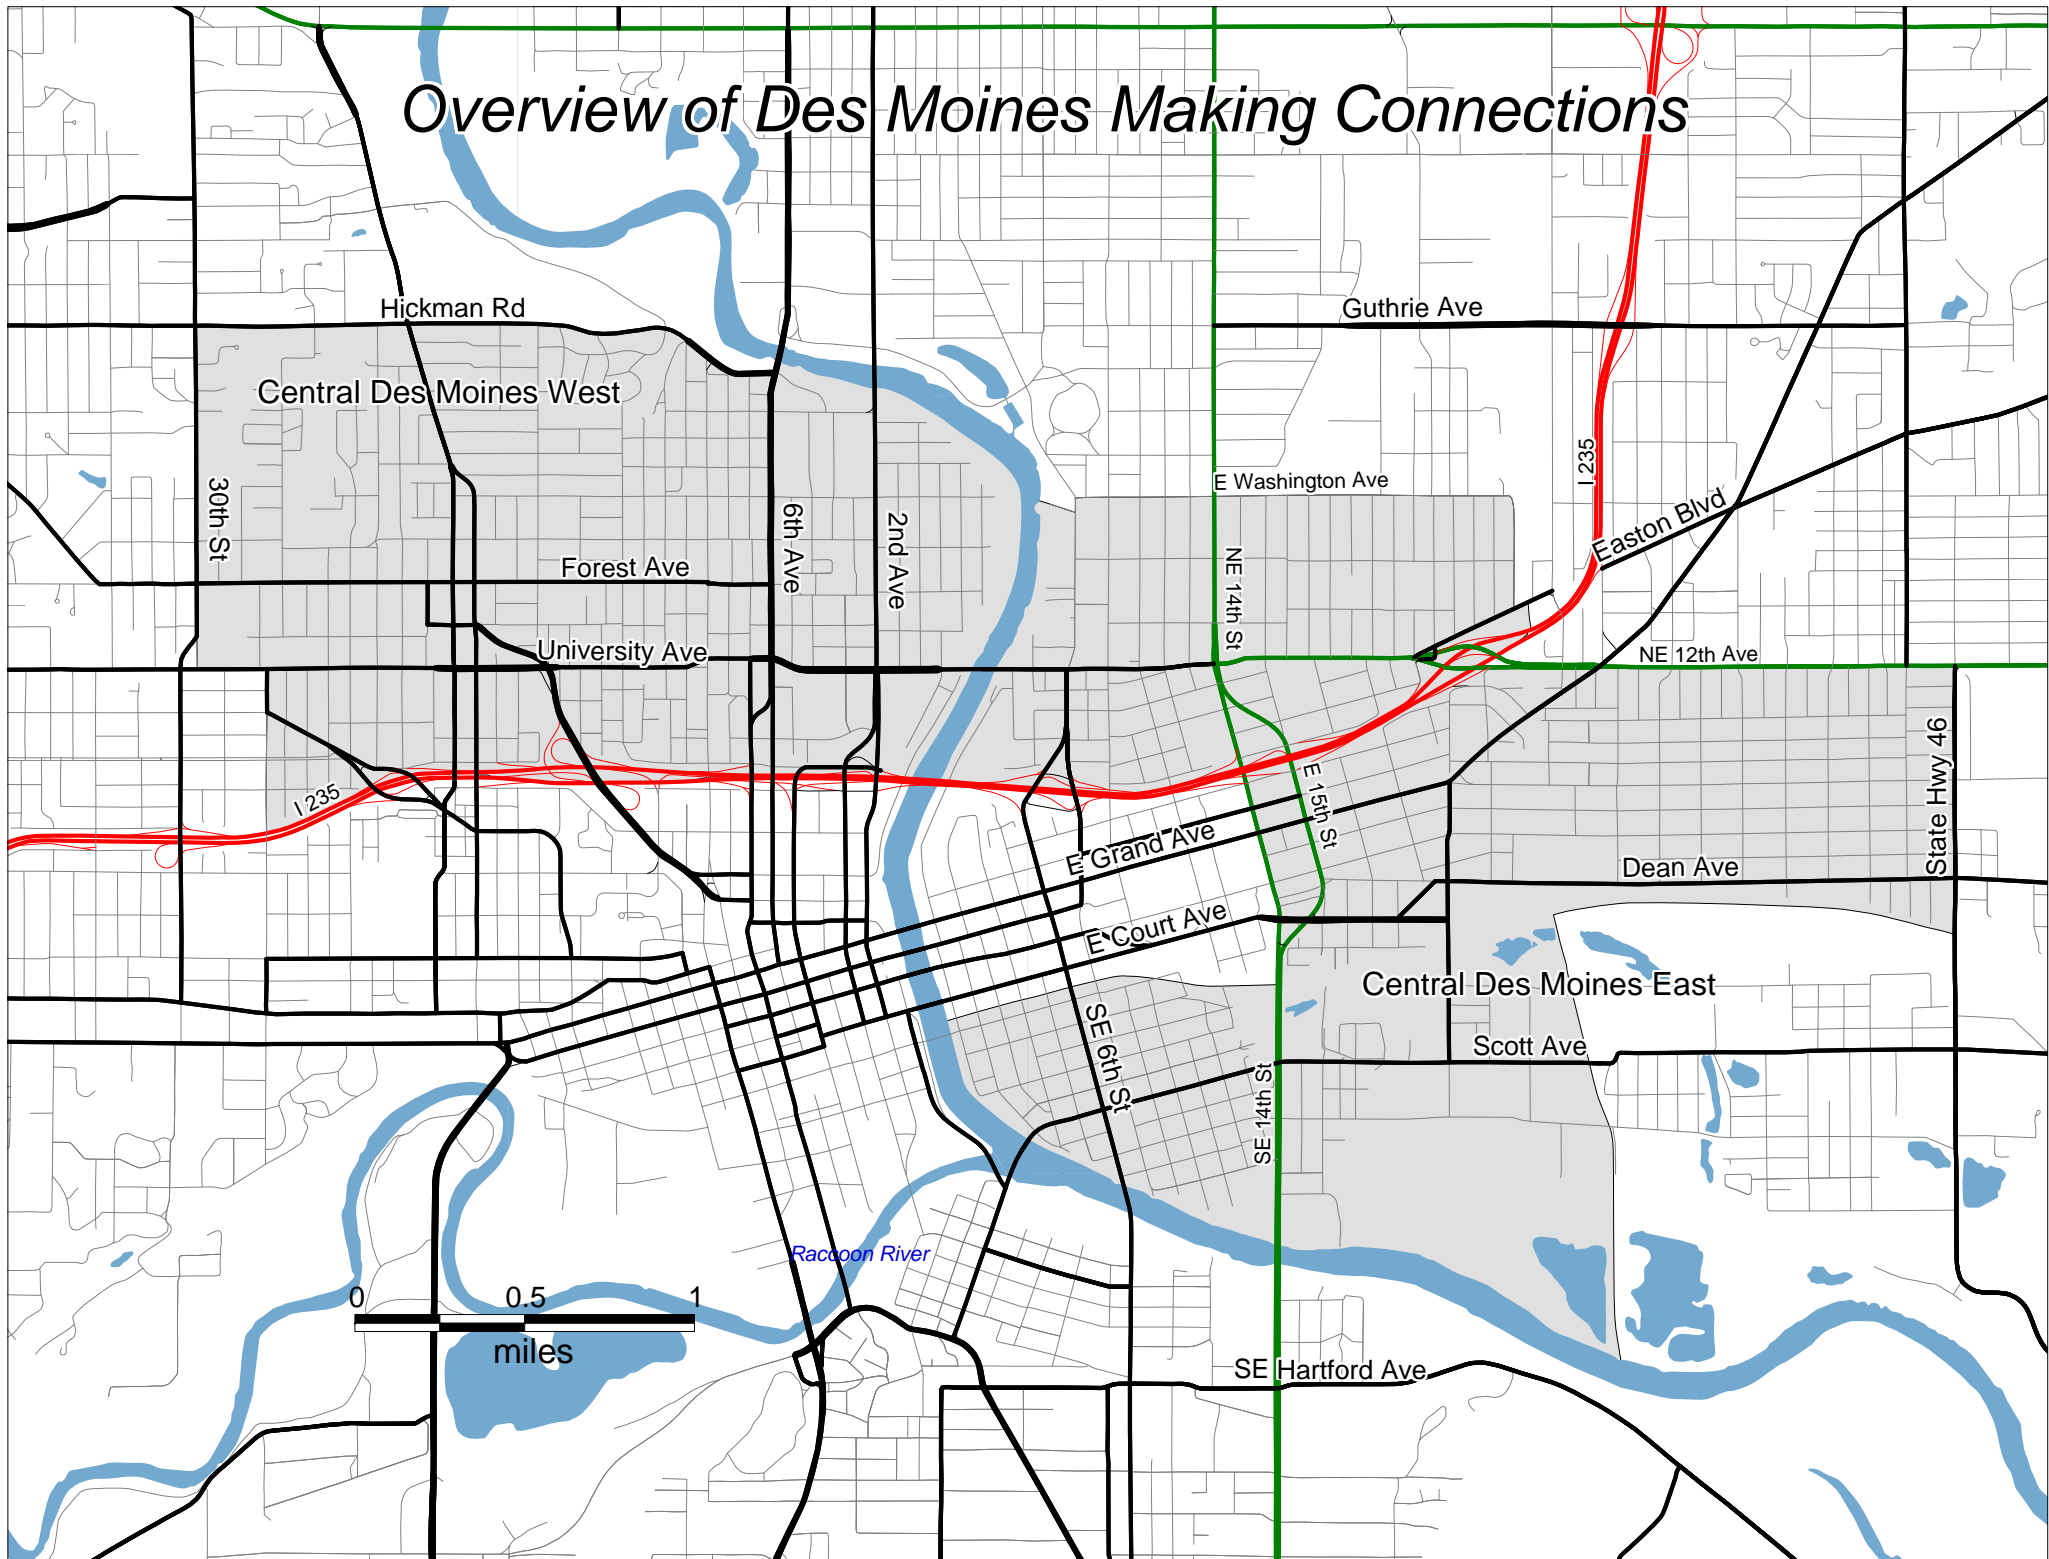 Overview of Des Moines Making Connections
Hickman Rd
Guthrie Ave
Central Des Moines West
I 235
E Washington Ave
30th St
6th Ave
2nd Ave
Easton Blvd
NE 14th St
Forest Ave
University Ave
NE 12th Ave
State Hwy 46
I 235
E 15th St
E Grand Ave
Dean Ave
E Court Ave
Central Des Moines East
SE 6th St
Scott Ave
SE 14th St
Raccoon River
0 0.5 1
miles
SE Hartford Ave